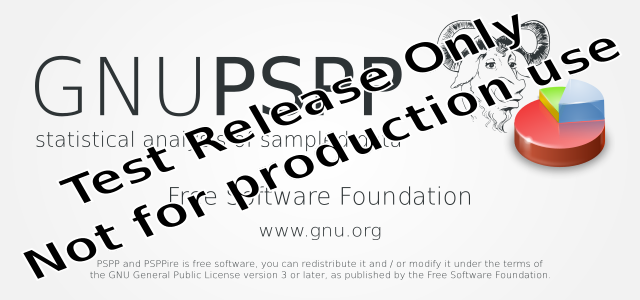 GNUPSPP
statistical analysis of sampled data
Test Release Only
Not for production use
Free Software Foundation
www.gnu.org
PSPP and PSPPire is free software, you can redistribute it and / or modify it under the terms of
the GNU General Public License version 3 or later, as published by the Free Software Foundation.